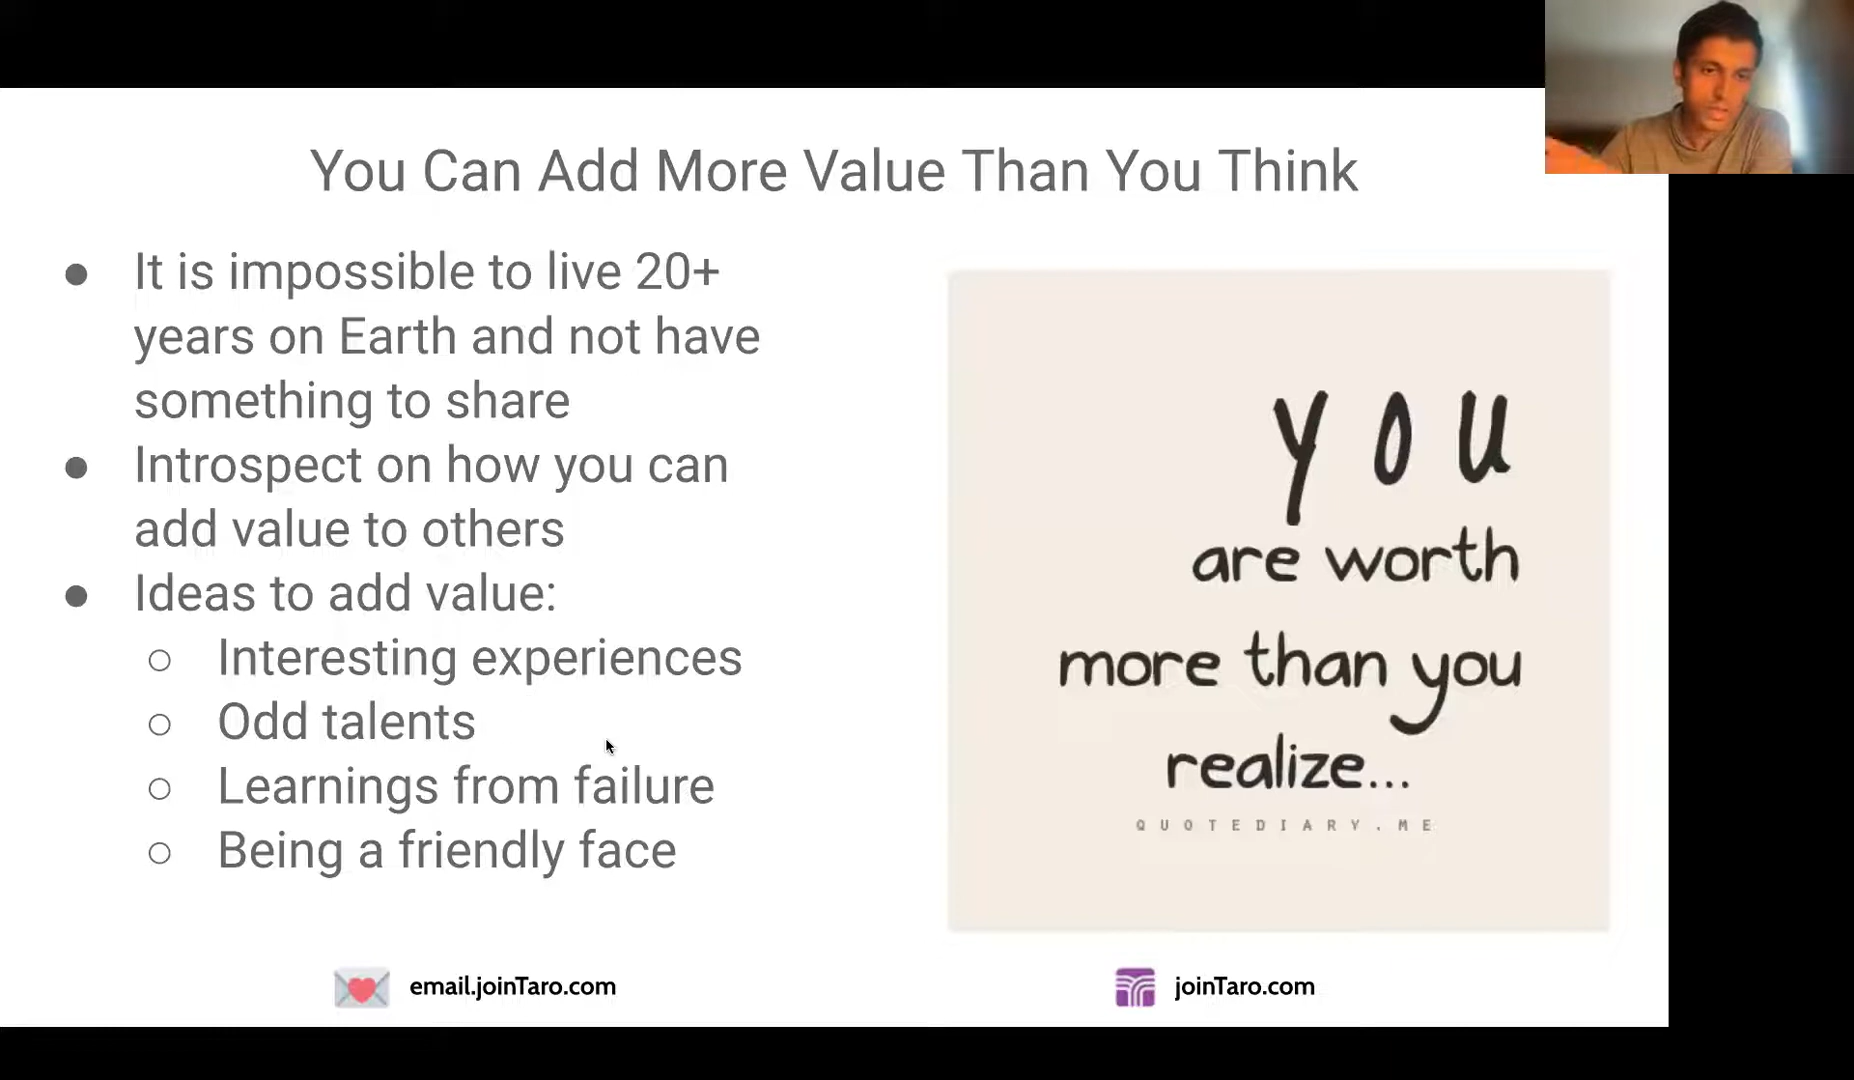 You Can Add More Value Than You Think
● It is impossible to live 20+
years on Earth and not have
something to share
● Introspect on how you can
add value to others
● Ideas to add value:
○ Interesting experiences
○ Odd talents
○ Learnings from failure
○ Being a friendly face
you
are worth
more than you
realize...
QUOTEDIARY.ME
email.joinTaro.com
joinTaro.com